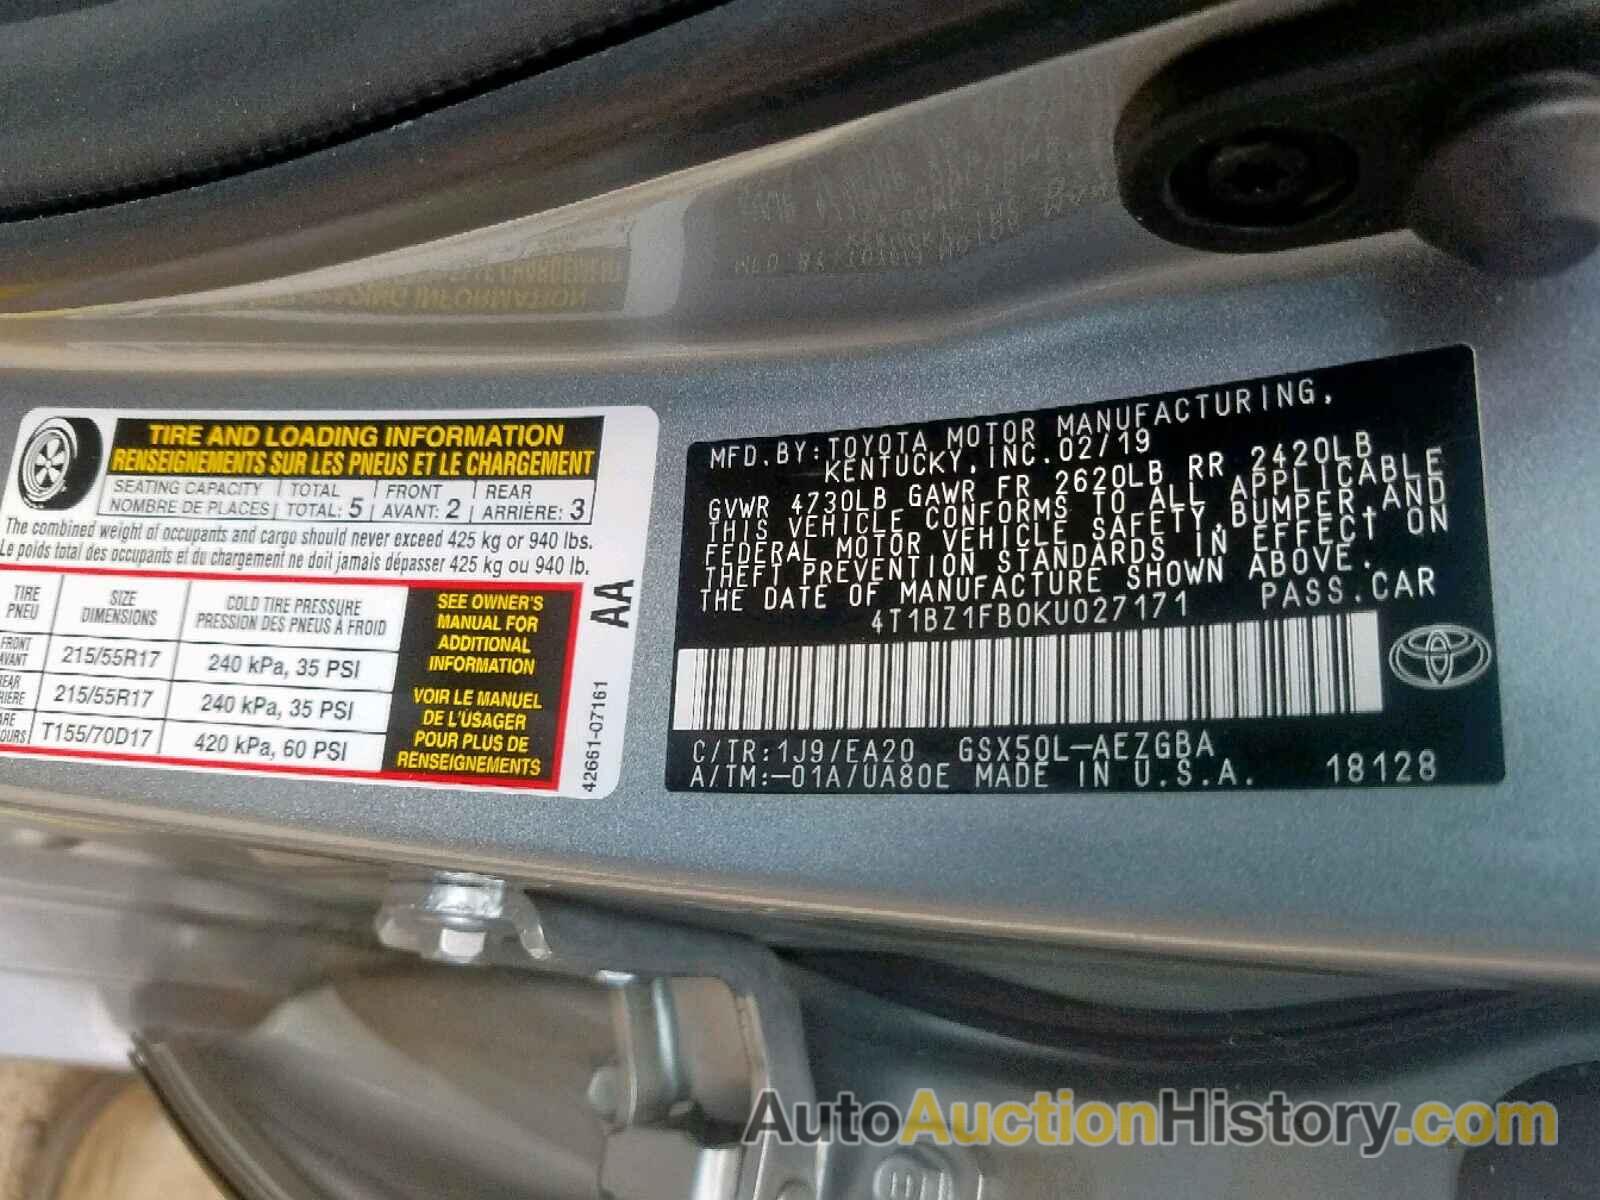 TIRE AND LOADING INFORMATION
RENSEIGNEMENTS SUR LES PNEUS ET LE CHARGEMENT
SEATING CAPACITY TOTAL FRONT REAR
NOMBRE DE PLACES TOTAL: 5 AVANT: 2 ARRIÈRE: 3
The combined weight of occupants and cargo should never exceed 425 kg or 940 lbs.
Le poids total des occupants et du chargement ne doit jamais dépasser 425 kg ou 940 lb.
TIRE SIZE COLD TIRE PRESSURE
PNEU DIMENSIONS PRESSION DES PNEUS À FROID
FRONT 215/55R17 240 kPa, 35 PSI
215/55R17 240 kPa, 35 PSI
T155/70D17 420 kPa, 60 PSI
SEE OWNER'S
MANUAL FOR
ADDITIONAL
INFORMATION
VOIR LE MANUEL
DE L'USAGER
POUR PLUS DE
RENSEIGNEMENTS
AA
42661-07161
MFD.BY:TOYOTA MOTOR MANUFACTURING,
KENTUCKY,INC.02/19
GVWR 4730LB GAWR FR 2620LB RR 2420LB
THIS VEHICLE CONFORMS TO ALL APPLICABLE
FEDERAL MOTOR VEHICLE SAFETY,BUMPER,AND
THEFT PREVENTION STANDARDS IN EFFECT ON
THE DATE OF MANUFACTURE SHOWN ABOVE.
4T1BZ1FB0KU027171 PASS.CAR
C/TR:1J9/EA20 GSX50L-AEZGBA
A/TM:-01A/UA80E MADE IN U.S.A. 18128
AutoAuctionHistory.com